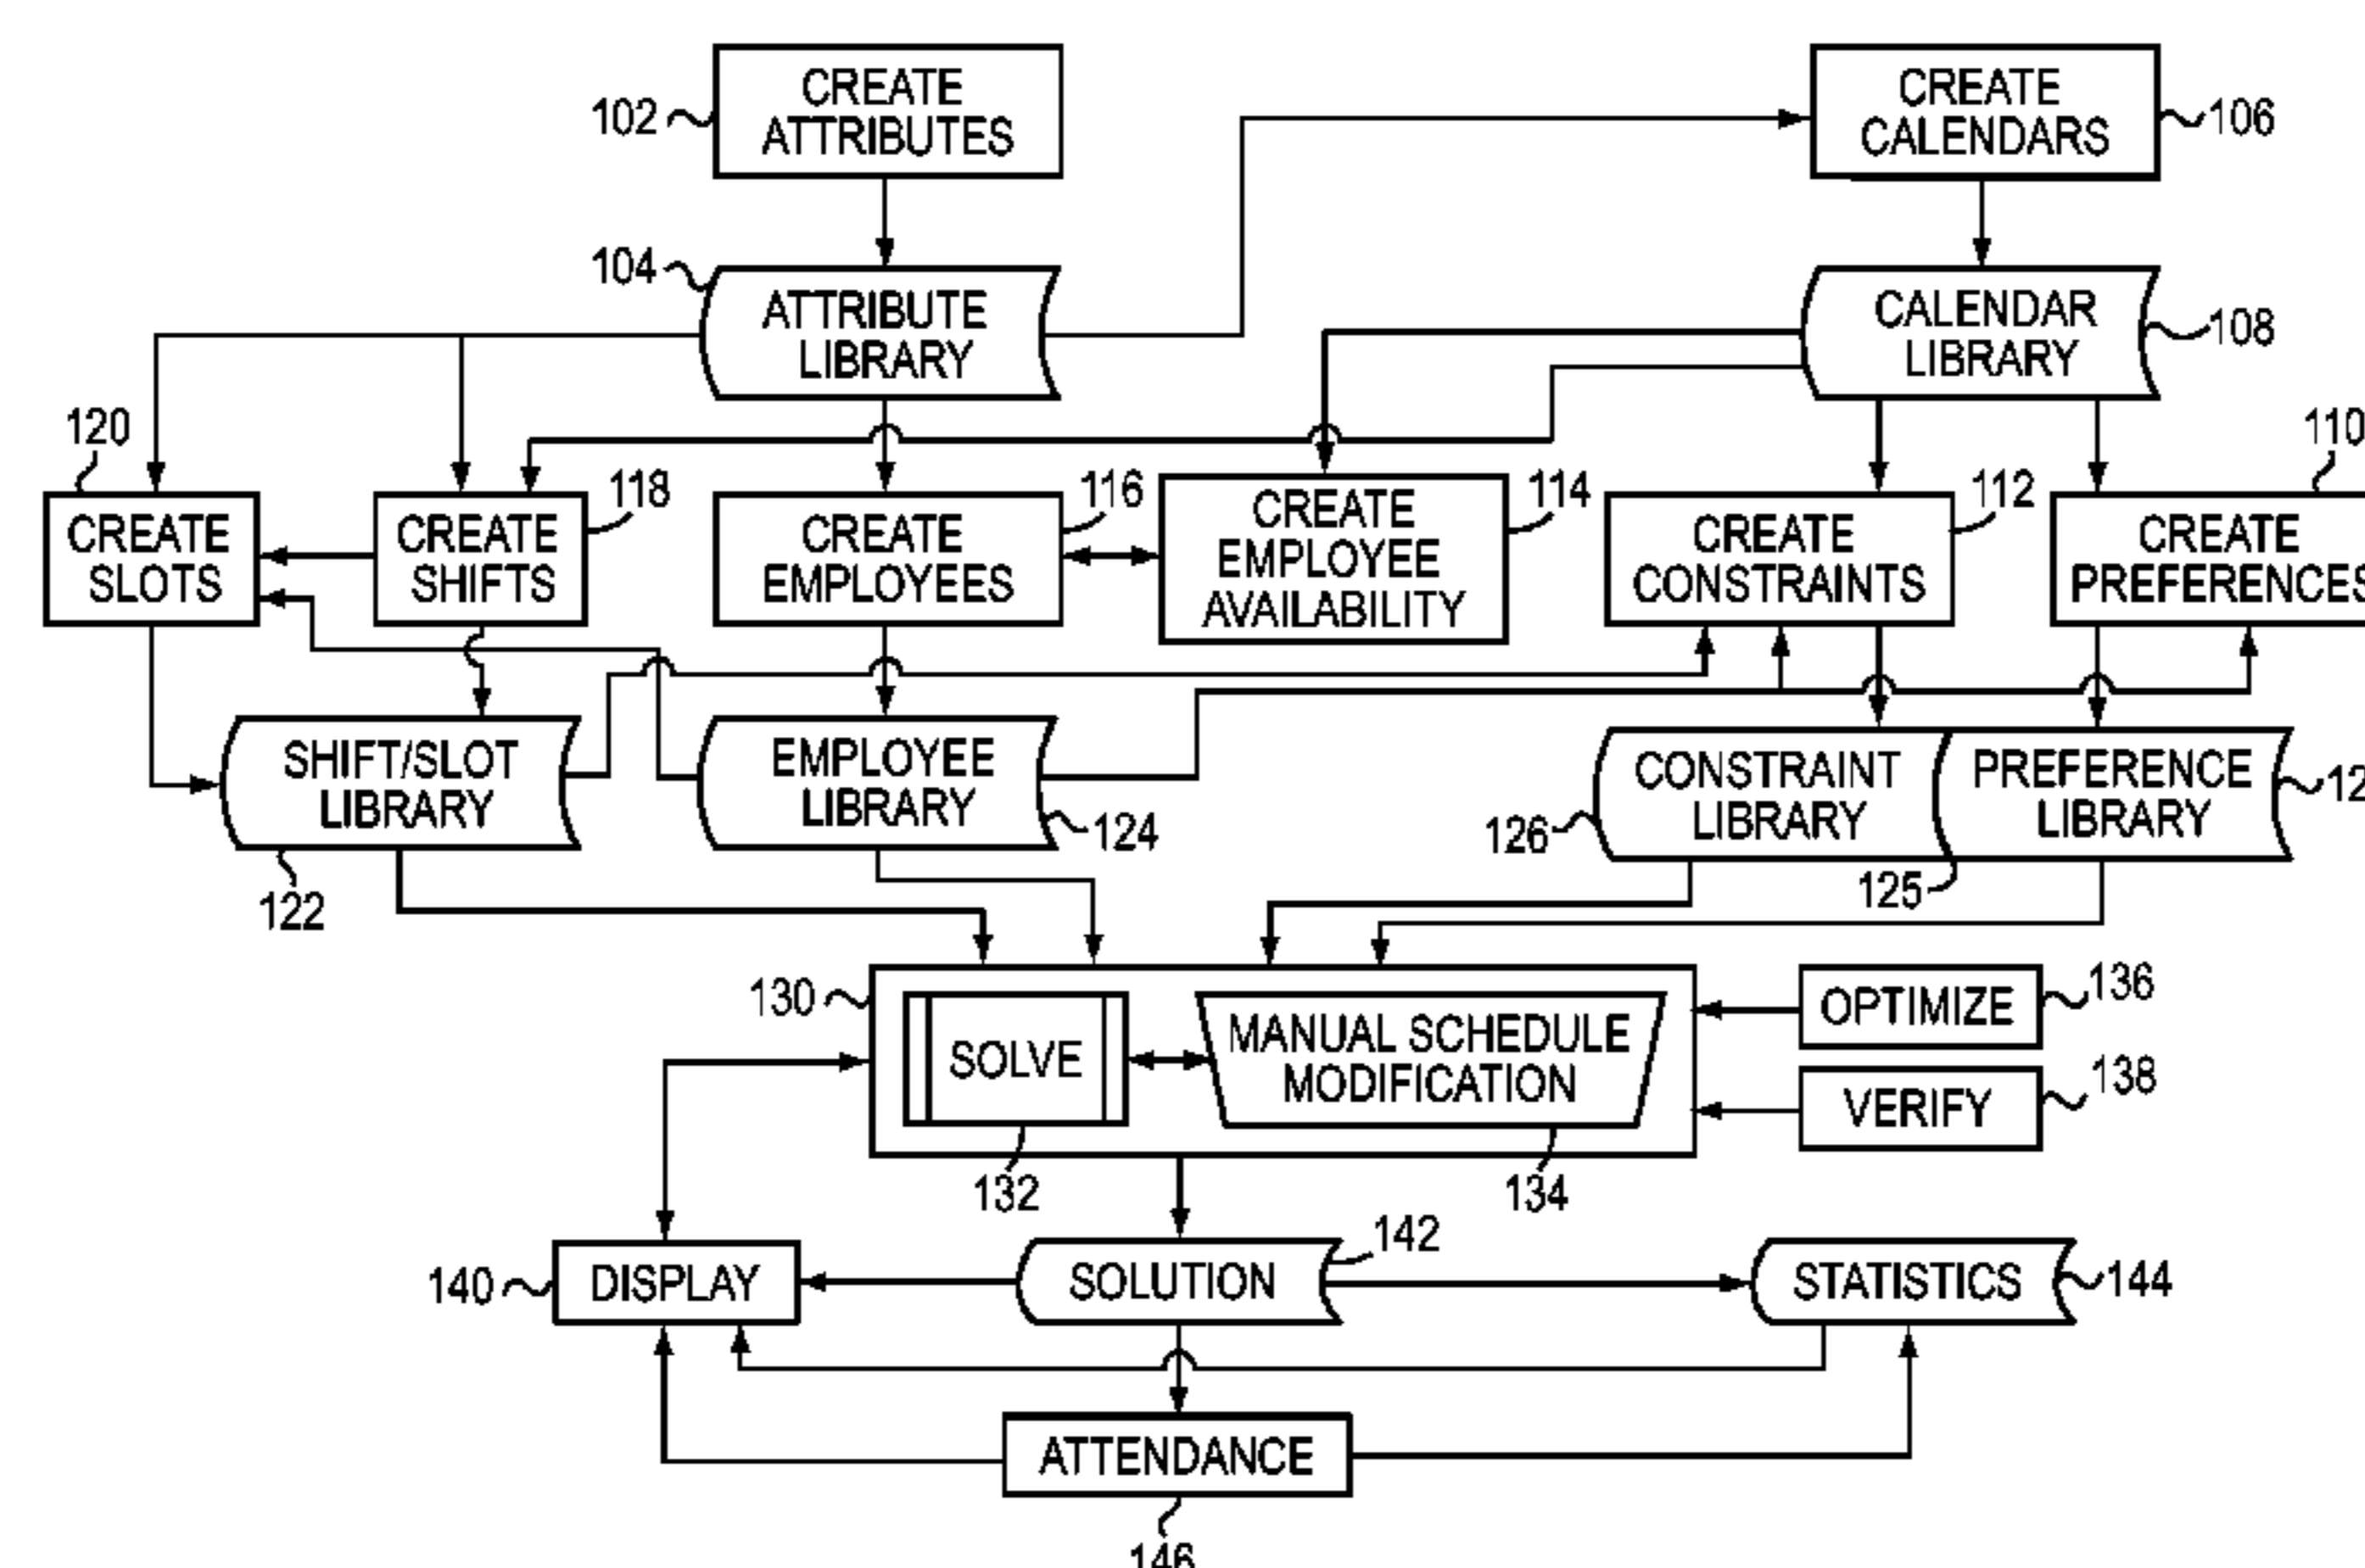 CREATE
ATTRIBUTES
102
CREATE
CALENDARS
106
104
ATTRIBUTE
LIBRARY
CALENDAR
LIBRARY
108
120
118
116
114
112
110
CREATE
SLOTS
CREATE
SHIFTS
CREATE
EMPLOYEES
CREATE
EMPLOYEE
AVAILABILITY
CREATE
CONSTRAINTS
CREATE
PREFERENCES
SHIFT/SLOT
LIBRARY
122
EMPLOYEE
LIBRARY
124
CONSTRAINT
LIBRARY
126
PREFERENCE
LIBRARY
125
130
SOLVE
132
MANUAL SCHEDULE
MODIFICATION
134
OPTIMIZE
136
VERIFY
138
140
DISPLAY
SOLUTION
142
STATISTICS
144
ATTENDANCE
146